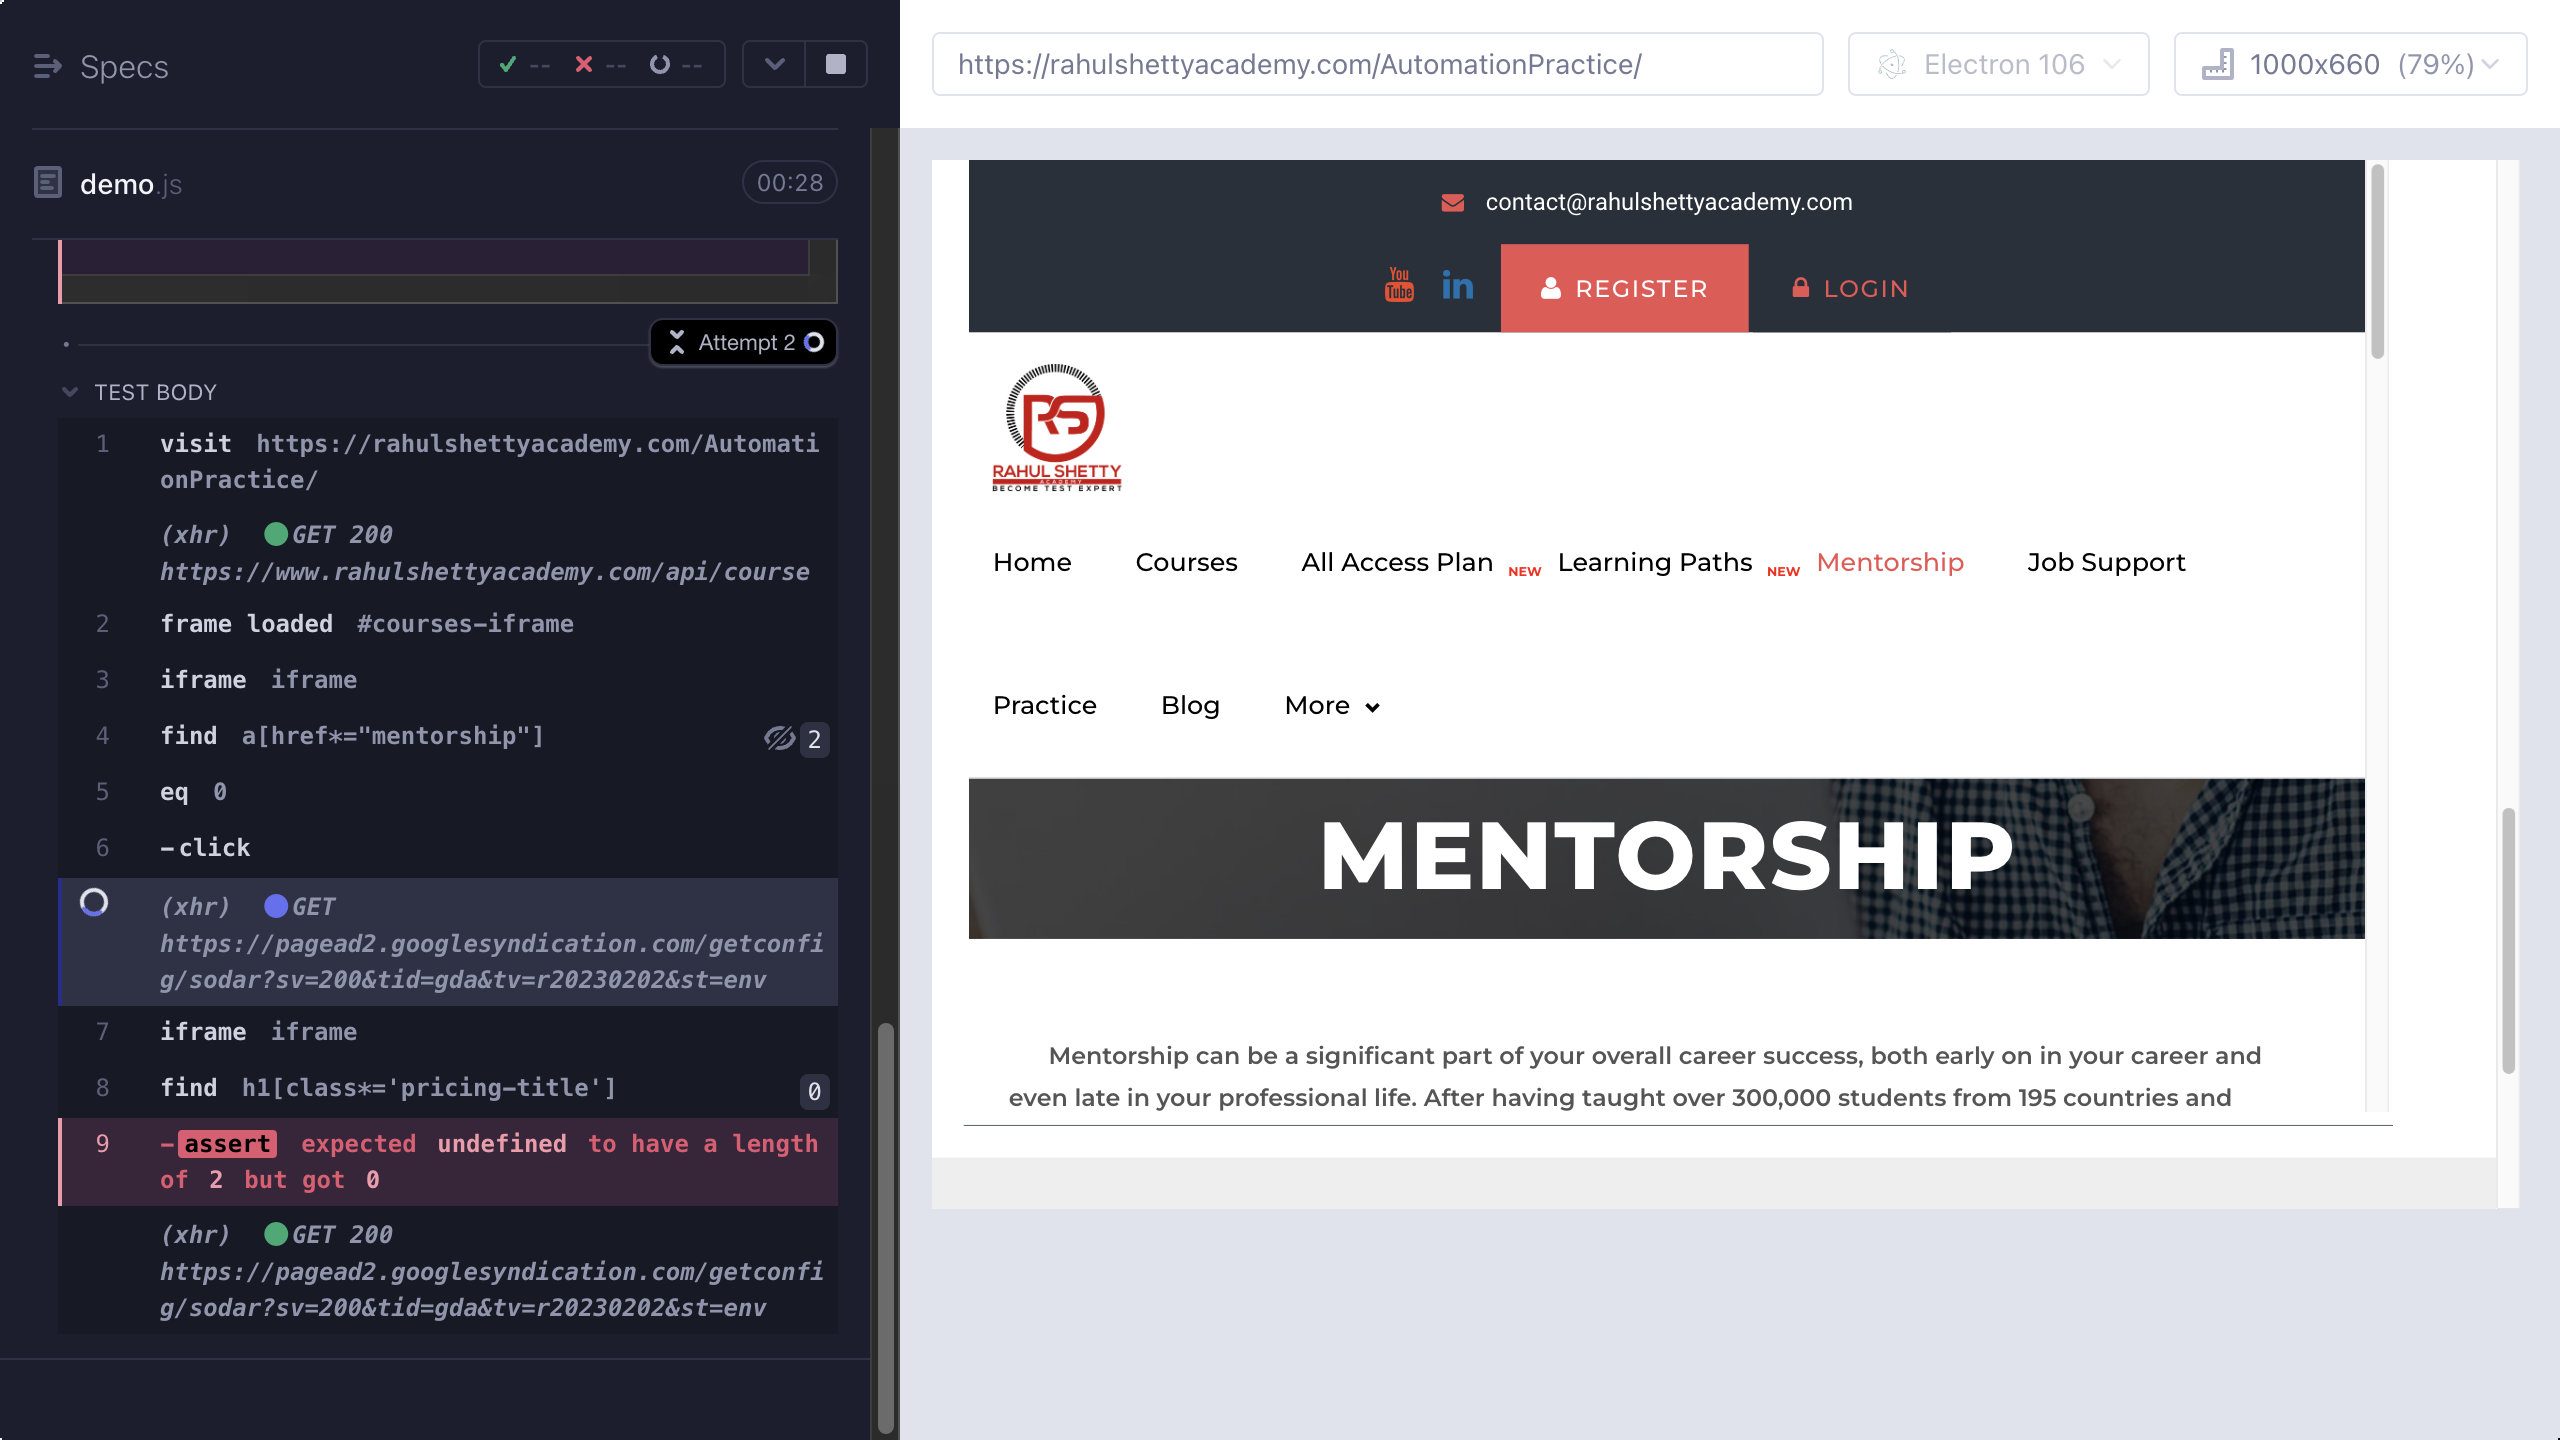 Specs
-- -- --
demo.js
00:28
Attempt 2
TEST BODY
1 visit https://rahulshettyacademy.com/Automati
onPractice/
(xhr) GET 200
https://www.rahulshettyacademy.com/api/course
2 frame loaded #courses-iframe
3 iframe iframe
4 find a[href*="mentorship"] 2
5 eq 0
6 -click
(xhr) GET
https://pagead2.googlesyndication.com/getconfi
g/sodar?sv=200&tid=gda&tv=r20230202&st=env
7 iframe iframe
8 find h1[class*='pricing-title'] 0
9 -assert expected undefined to have a length
of 2 but got 0
(xhr) GET 200
https://pagead2.googlesyndication.com/getconfi
g/sodar?sv=200&tid=gda&tv=r20230202&st=env
https://rahulshettyacademy.com/AutomationPractice/
Electron 106
1000x660 (79%)
contact@rahulshettyacademy.com
You
Tube
in
REGISTER
LOGIN
RS
RAHUL SHETTY
ACADEMY
BECOME TEST EXPERT
Home Courses All Access Plan NEW Learning Paths NEW Mentorship Job Support
Practice Blog More
MENTORSHIP
Mentorship can be a significant part of your overall career success, both early on in your career and
even late in your professional life. After having taught over 300,000 students from 195 countries and